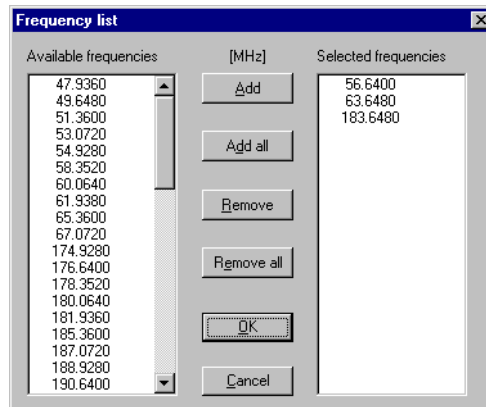 Frequency list
Available frequencies
[MHz]
Selected frequencies
47.9360
49.6480
51.3600
53.0720
54.9280
58.3520
60.0640
61.9380
65.3600
67.0720
174.9280
176.6400
178.3520
180.0640
181.9360
185.3600
187.0720
188.9280
190.6400
Add
Add all
Remove
Remove all
OK
Cancel
56.6400
63.6480
183.6480